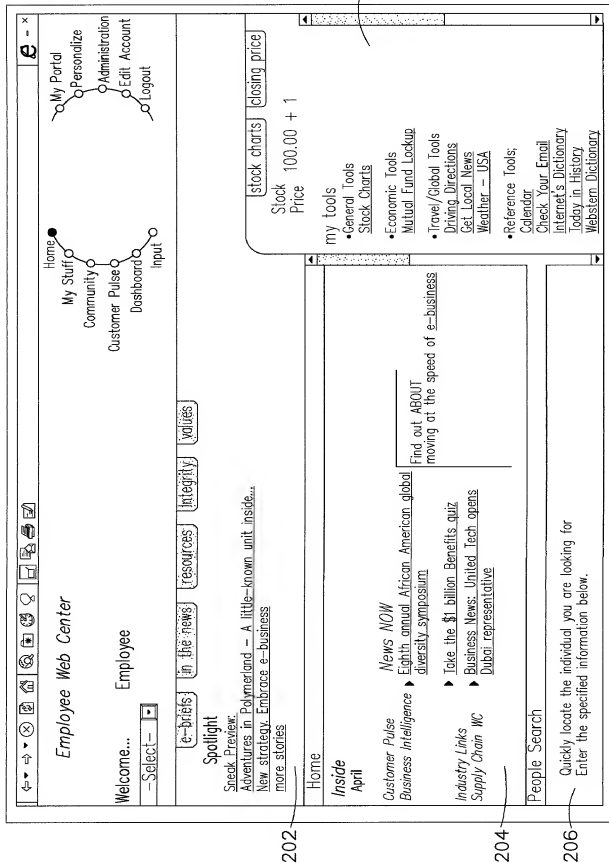 Employee Web Center
Welcome...
Employee
-Select-
Home
My Stuff
Community
Customer Pulse
Dashboard
Input
My Portal
Personalize
Administration
Edit Account
Logout
e-briefs
in the news
resources
integrity
values
Spotlight
Sneak Preview:
Adventures in Polymerland - A little-known unit inside...
New strategy. Embrace e-business
more stories
stock charts
closing price
Stock
Price 100.00 + 1
my tools
•General Tools
Stock Charts
•Economic Tools
Mutual Fund Lockup
•Travel/Global Tools
Driving Directions
Get Local News
Weather - USA
•Reference Tools;
Calendar
Check Your Email
Internet's Dictionary
Today in History
Webstern Dictionary
Home
Inside
April
Customer Pulse
Business Intelligence
Industry Links
Supply Chain WC
News NOW
Eighth annual African American global
diversity symposium
Take the $1 billion Benefits quiz
Business News: United Tech opens
Dubai representative
Find out ABOUT
moving at the speed of e-business
People Search
Quickly locate the individual you are looking for
Enter the specified information below.
202
204
206